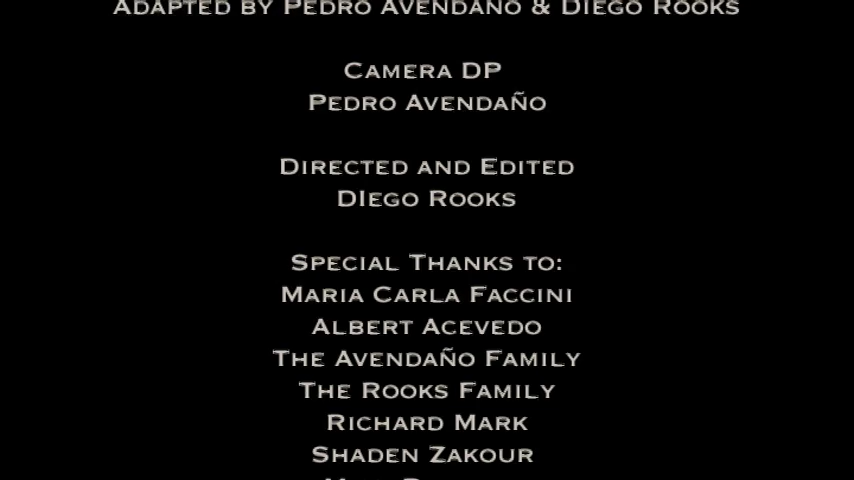 ADAPTED BY PEDRO AVENDAÑO & DIEGO ROOKS
CAMERA DP
PEDRO AVENDAÑO
DIRECTED AND EDITED
DIEGO ROOKS
SPECIAL THANKS TO:
MARIA CARLA FACCINI
ALBERT ACEVEDO
THE AVENDAÑO FAMILY
THE ROOKS FAMILY
RICHARD MARK
SHADEN ZAKOUR